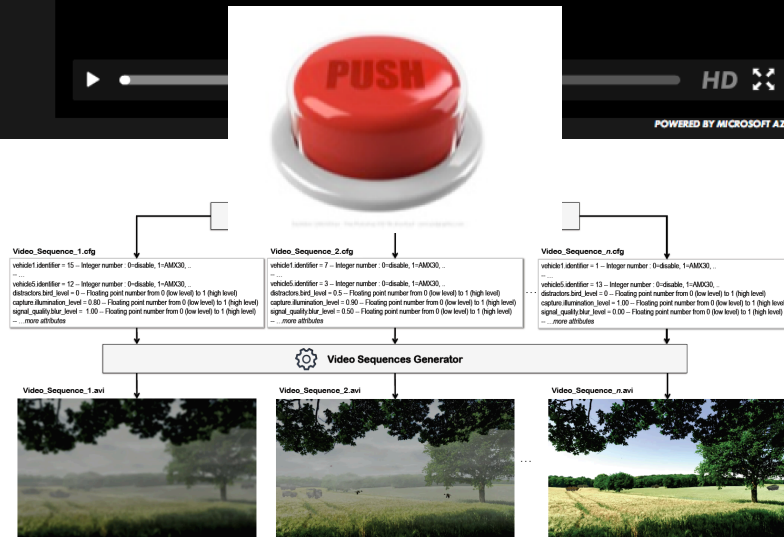 HD
POWERED BY MICROSOFT AZ
PUSH
Video_Sequence_1.cfg
vehicle1.identifier = 15 -- Integer number : 0=disable, 1=AMX30, ..
-- ...
vehicle5.identifier = 12 -- Integer number : 0=disable, 1=AMX30, ..
distractors.bird_level = 0 -- Floating point number from 0 (low level) to 1 (high level)
capture.illumination_level = 0.80 -- Floating point number from 0 (low level) to 1 (high level)
signal_quality.blur_level = 1.00 -- Floating point number from 0 (low level) to 1 (high level)
-- ...more attributes
Video_Sequence_2.cfg
vehicle1.identifier = 7 -- Integer number : 0=disable, 1=AMX30, ..
-- ...
vehicle5.identifier = 3 -- Integer number : 0=disable, 1=AMX30, ..
distractors.bird_level = 0.5 -- Floating point number from 0 (low level) to 1 (high level)
capture.illumination_level = 0.90 -- Floating point number from 0 (low level) to 1 (high level)
signal_quality.blur_level = 0.50 -- Floating point number from 0 (low level) to 1 (high level)
-- ...more attributes
...
Video_Sequence_n.cfg
vehicle1.identifier = 1 -- Integer number : 0=disable, 1=AMX30, ..
-- ...
vehicle5.identifier = 13 -- Integer number : 0=disable, 1=AMX30, ..
distractors.bird_level = 0 -- Floating point number from 0 (low level) to 1 (high level)
capture.illumination_level = 1.00 -- Floating point number from 0 (low level) to 1 (high level)
signal_quality.blur_level = 0.00 -- Floating point number from 0 (low level) to 1 (high level)
-- ...more attributes
Video Sequences Generator
Video_Sequence_1.avi
Video_Sequence_2.avi
...
Video_Sequence_n.avi